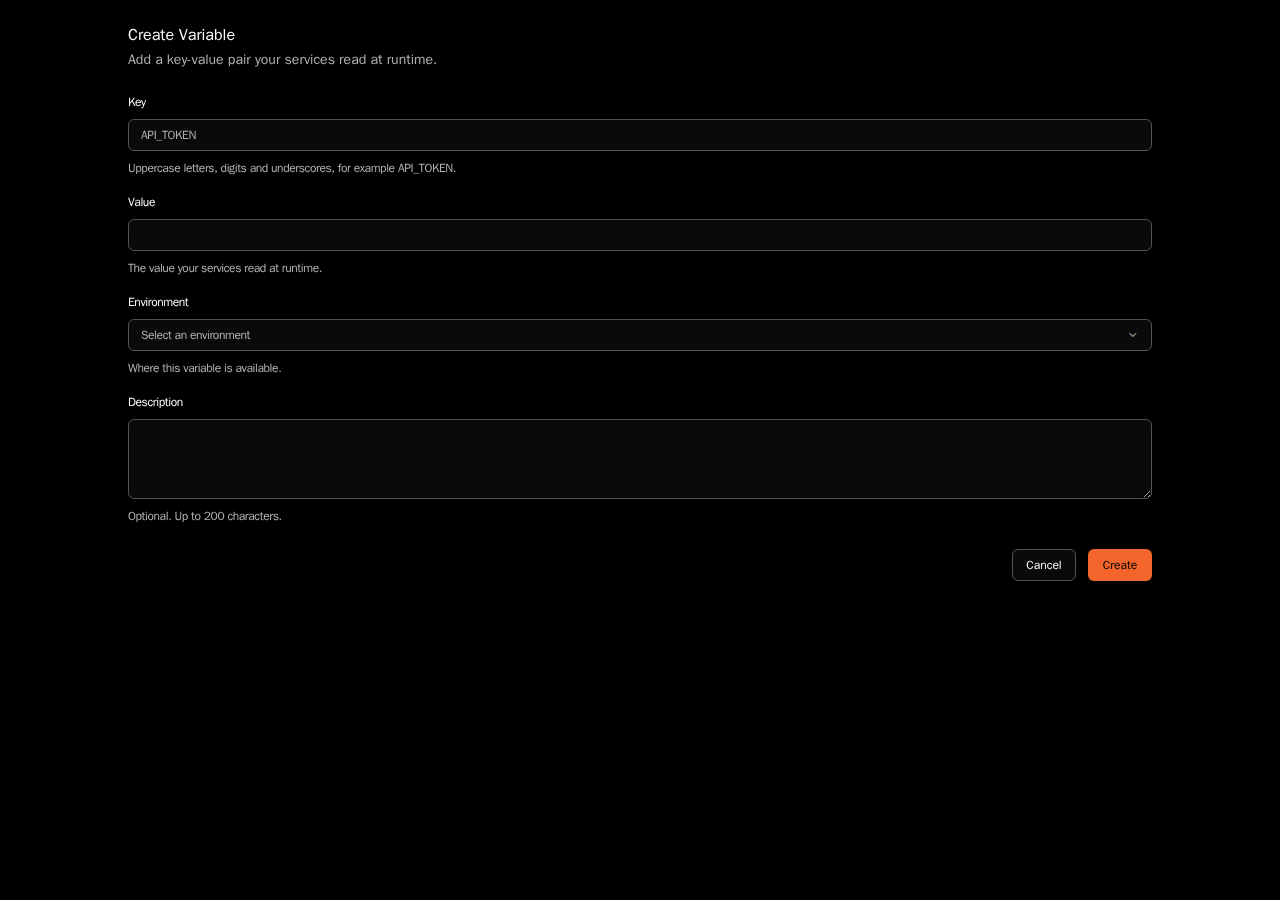 Create Variable
Add a key-value pair your services read at runtime.
Key
API_TOKEN
Uppercase letters, digits and underscores, for example API_TOKEN.
Value
The value your services read at runtime.
Environment
Select an environment
Where this variable is available.
Description
Optional. Up to 200 characters.
Cancel Create